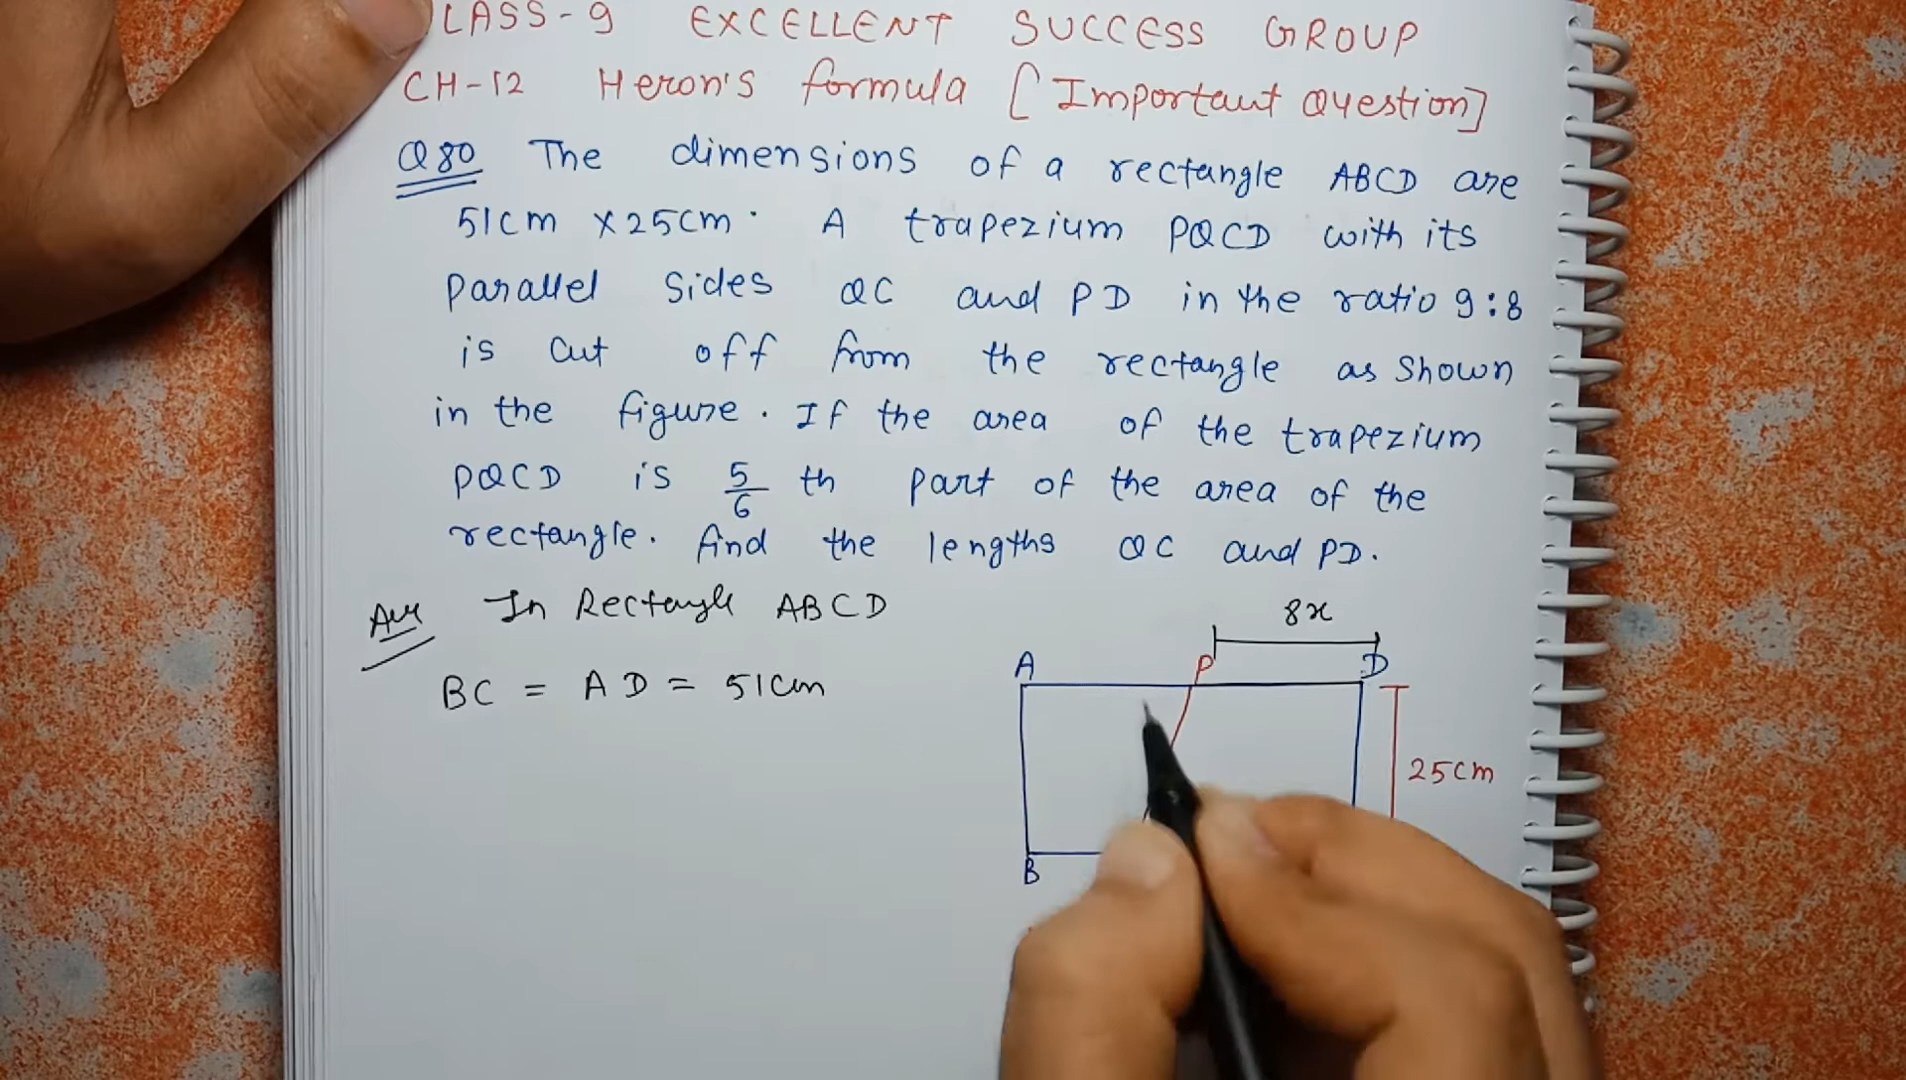 LASS-9 EXCELLENT SUCCESS GROUP
CH-12 Heron's formula [Important Question]
Q80 The dimensions of a rectangle ABCD are
51cm x 25cm. A trapezium PQCD with its
parallel sides QC and PD in the ratio 9:8
is cut off from the rectangle as shown
in the figure. If the area of the trapezium
PQCD is 5/6 th part of the area of the
rectangle. find the lengths QC and PD.
Ans In Rectangle ABCD
BC = AD = 51cm
8x
A P D
25cm
B